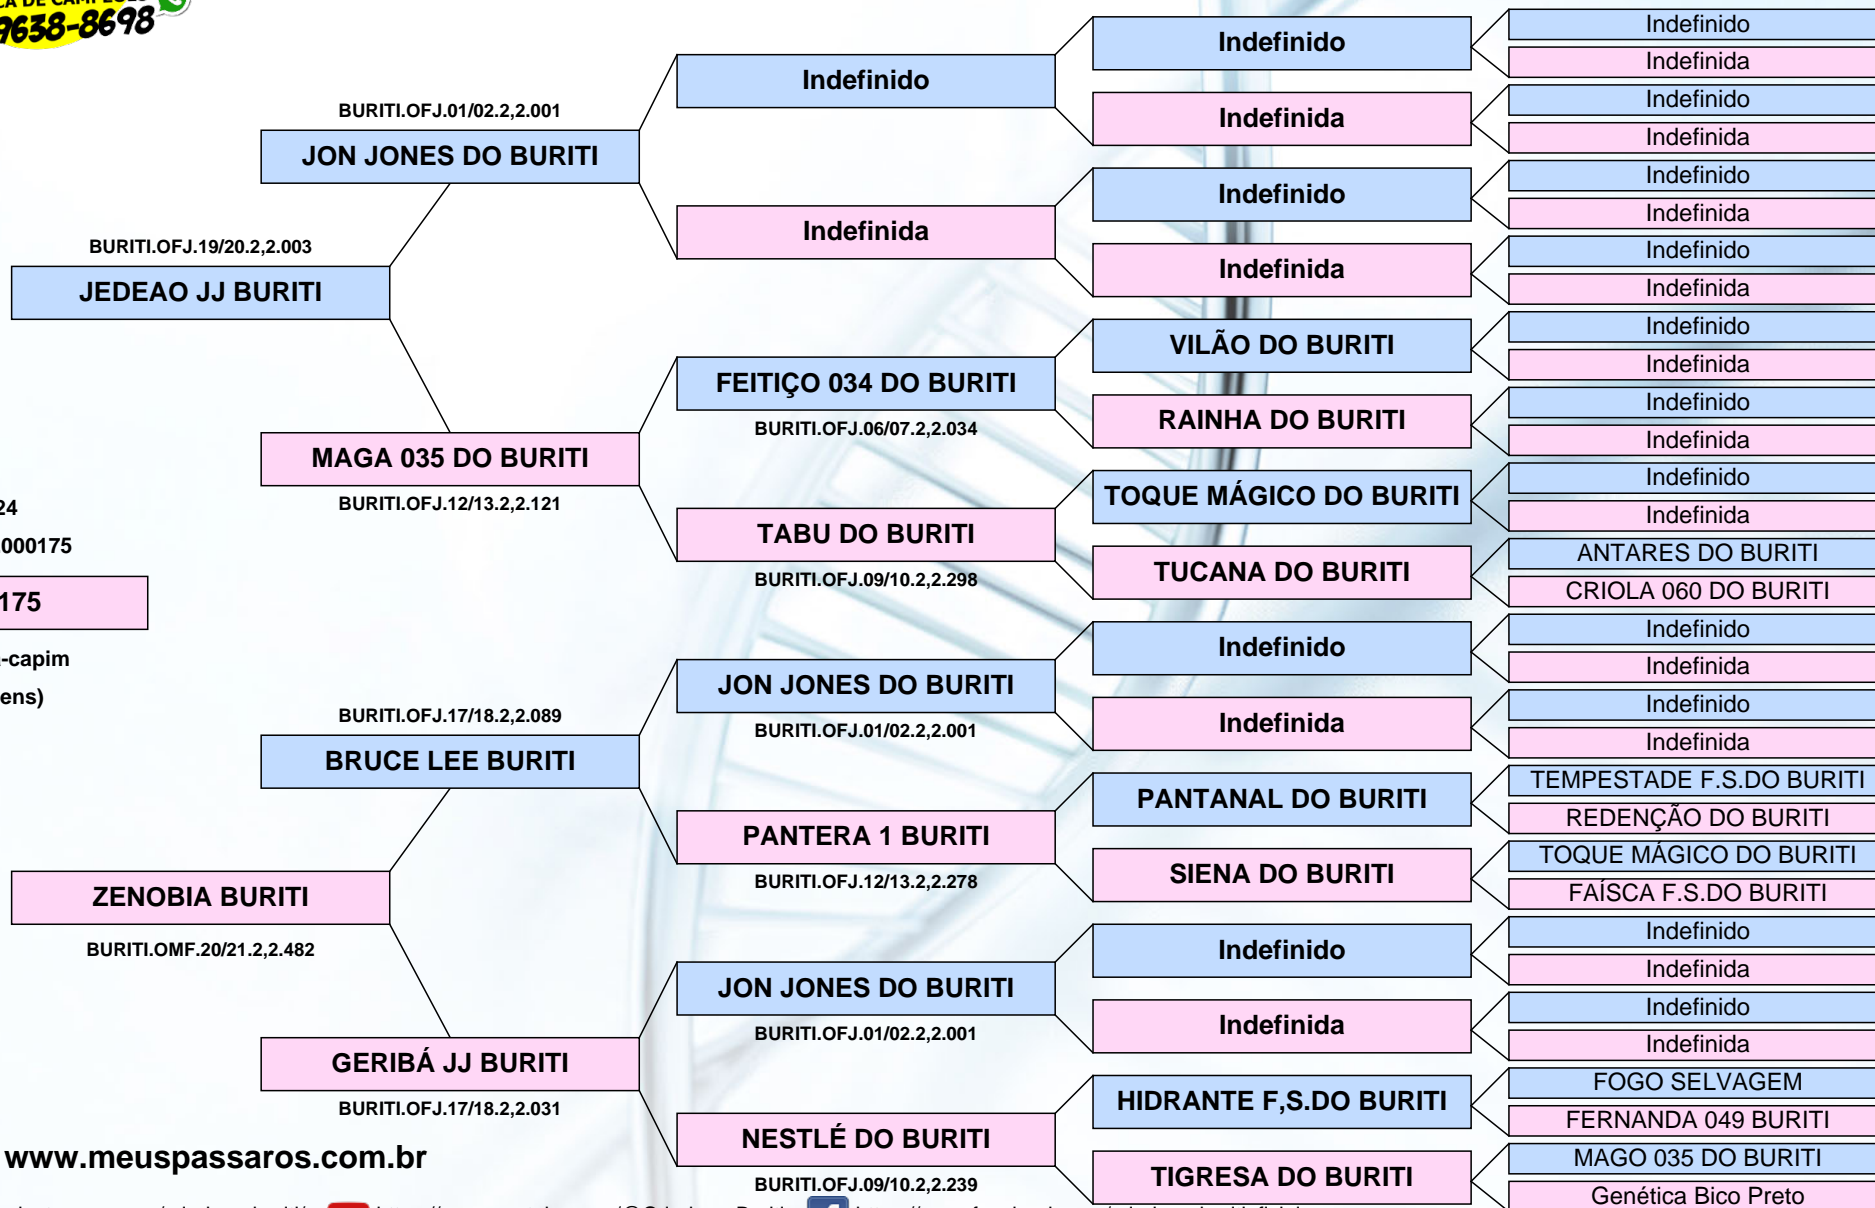 9638-8698
BURITI.OFJ.01/02.2,2.001
JON JONES DO BURITI
BURITI.OFJ.19/20.2,2.003
JEDEAO JJ BURITI
MAGA 035 DO BURITI
BURITI.OFJ.12/13.2,2.121
24
000175
175
-capim
ens)
BURITI.OFJ.17/18.2,2.089
BRUCE LEE BURITI
ZENOBIA BURITI
BURITI.OMF.20/21.2,2.482
GERIBÁ JJ BURITI
BURITI.OFJ.17/18.2,2.031
www.meuspassaros.com.br
Indefinido
Indefinida
FEITIÇO 034 DO BURITI
BURITI.OFJ.06/07.2,2.034
TABU DO BURITI
BURITI.OFJ.09/10.2,2.298
JON JONES DO BURITI
BURITI.OFJ.01/02.2,2.001
PANTERA 1 BURITI
BURITI.OFJ.12/13.2,2.278
JON JONES DO BURITI
BURITI.OFJ.01/02.2,2.001
NESTLÉ DO BURITI
BURITI.OFJ.09/10.2,2.239
Indefinido
Indefinida
Indefinido
Indefinida
VILÃO DO BURITI
RAINHA DO BURITI
TOQUE MÁGICO DO BURITI
TUCANA DO BURITI
Indefinido
Indefinida
PANTANAL DO BURITI
SIENA DO BURITI
Indefinido
Indefinida
HIDRANTE F,S.DO BURITI
TIGRESA DO BURITI
Indefinido
Indefinida
Indefinido
Indefinida
Indefinido
Indefinida
Indefinido
Indefinida
Indefinido
Indefinida
Indefinido
Indefinida
Indefinido
Indefinida
ANTARES DO BURITI
CRIOLA 060 DO BURITI
Indefinido
Indefinida
Indefinido
Indefinida
TEMPESTADE F.S.DO BURITI
REDENÇÃO DO BURITI
TOQUE MÁGICO DO BURITI
FAÍSCA F.S.DO BURITI
Indefinido
Indefinida
Indefinido
Indefinida
FOGO SELVAGEM
FERNANDA 049 BURITI
MAGO 035 DO BURITI
Genética Bico Preto